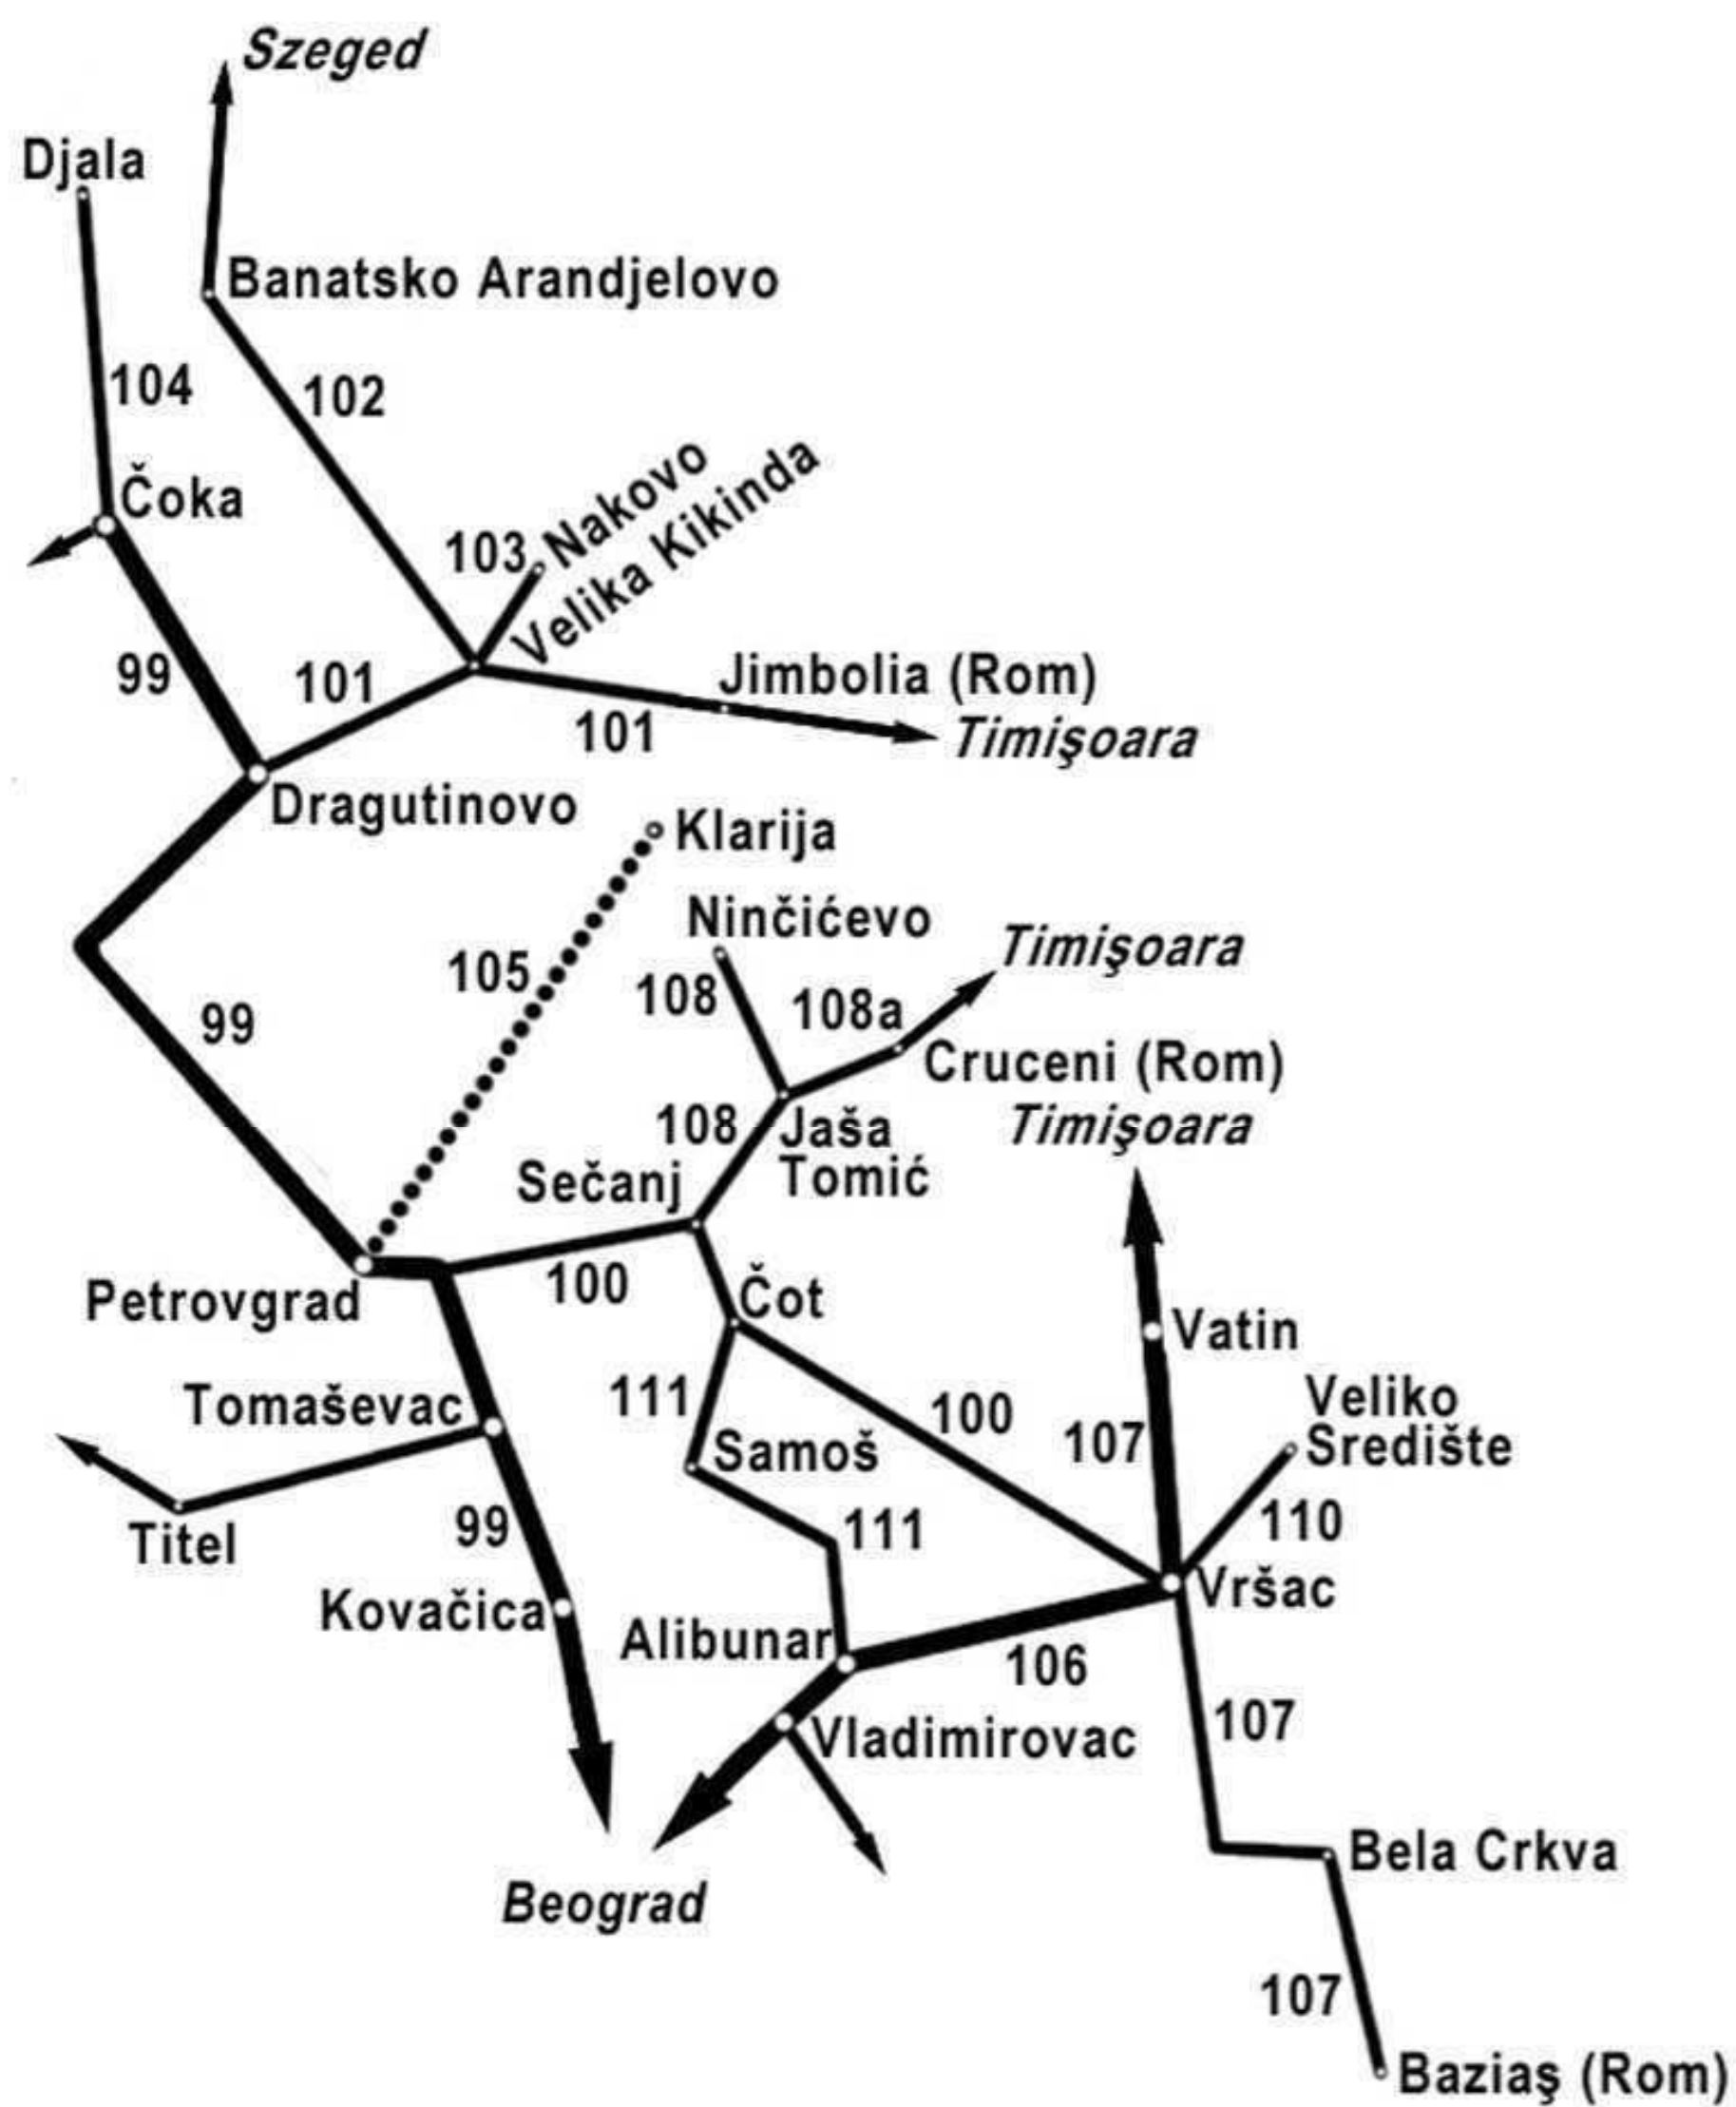 Szeged
Djala
Banatsko Arandjelovo
104
102
Čoka
Nakovo
103
Velika Kikinda
99
101
Jimbolia (Rom)
101
Timişoara
Dragutinovo
Klarija
Ninčićevo
Timişoara
105
108
108a
99
Cruceni (Rom)
108
Jaša
Tomić
Timişoara
Sečanj
100
Čot
Petrovgrad
Vatin
111
Tomaševac
100
107
Veliko
Središte
Samoš
99
111
110
Titel
Kovačica
Vršac
Alibunar
106
107
Vladimirovac
Bela Crkva
Beograd
107
Baziaş (Rom)